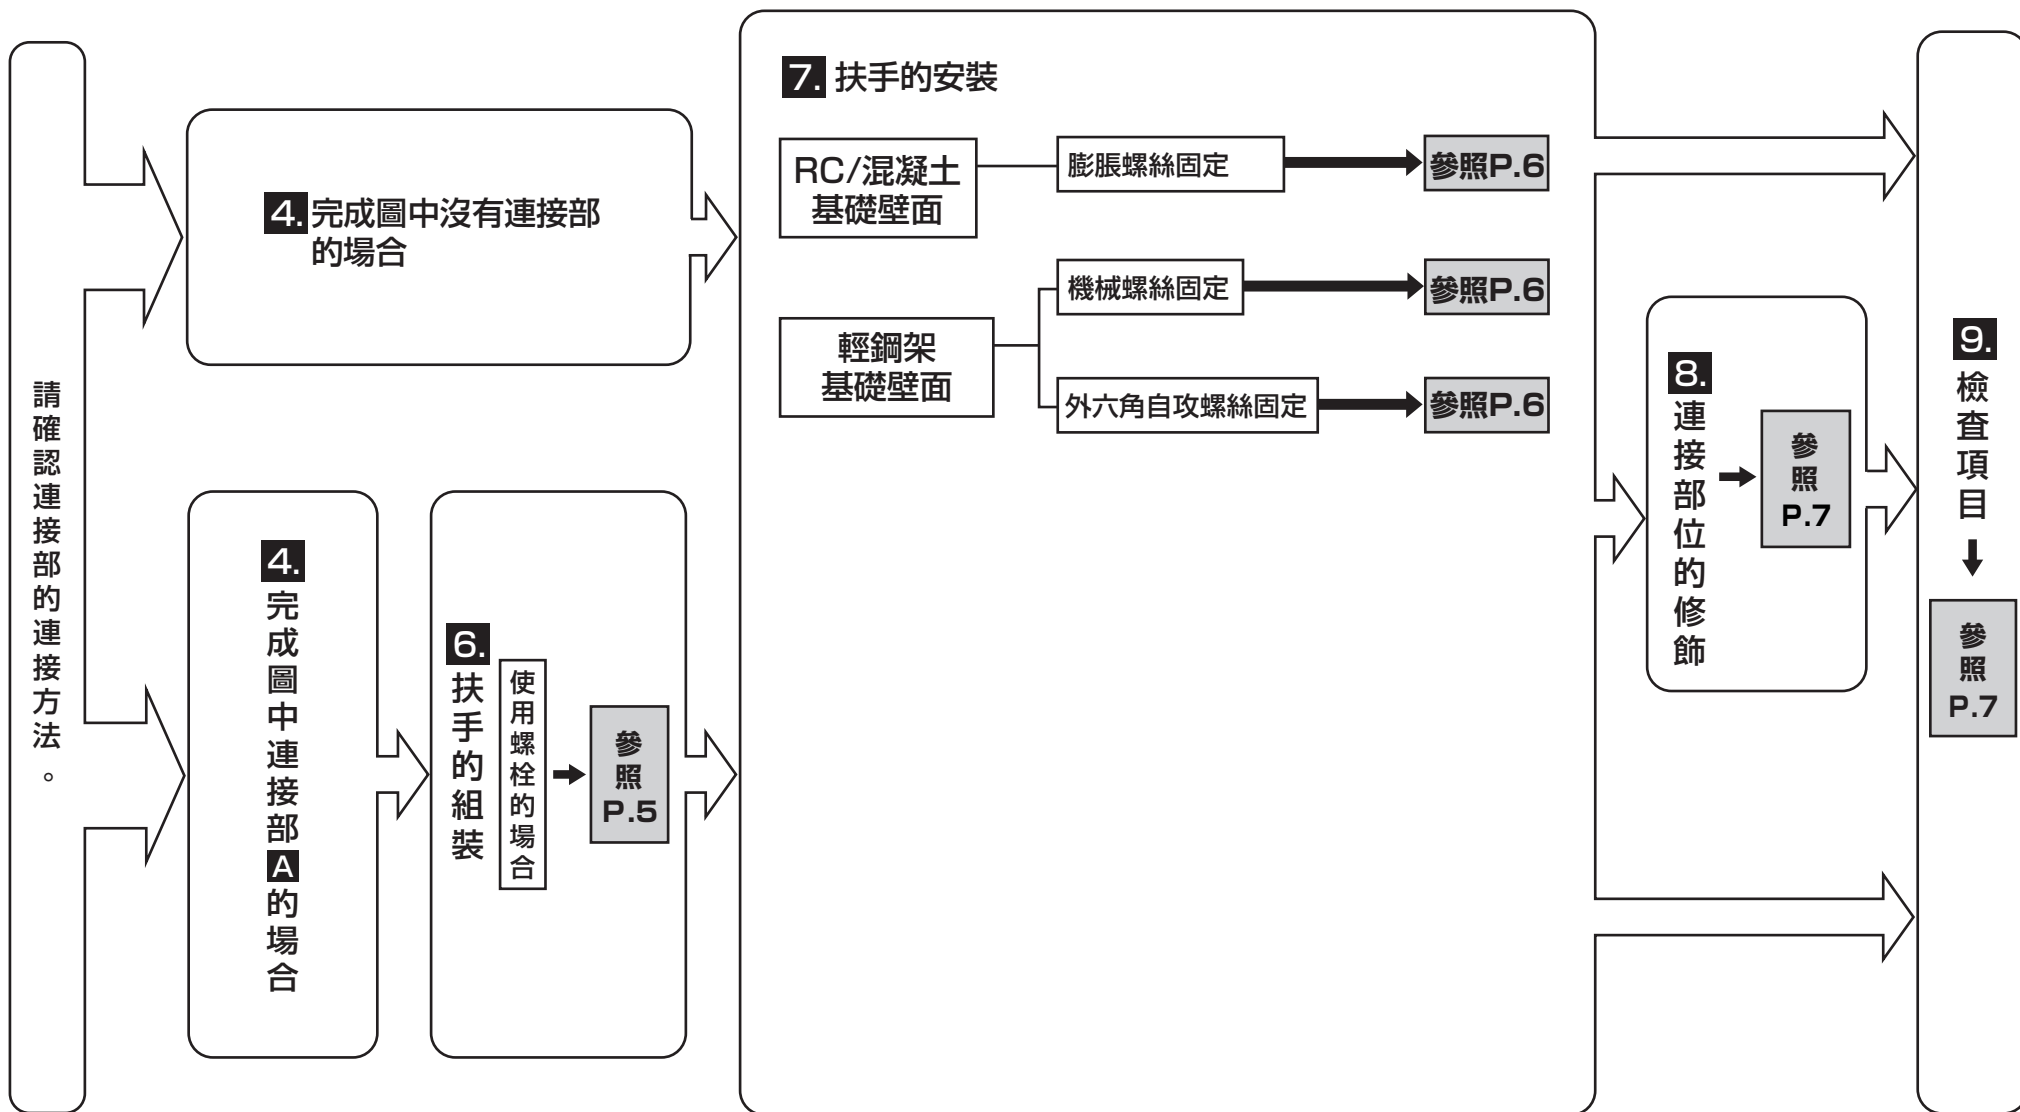 請確認連接部的連接方法。
4.完成圖中沒有連接部
的場合
4.完成圖中連接部A的場合
6.扶手的組裝
使用螺栓的場合
參照
P.5
7.扶手的安裝
RC/混凝土
基礎壁面
膨脹螺絲固定
參照P.6
輕鋼架
基礎壁面
機械螺絲固定
參照P.6
外六角自攻螺絲固定
參照P.6
8.連接部位的修飾
參照
P.7
9.檢查項目
參照
P.7